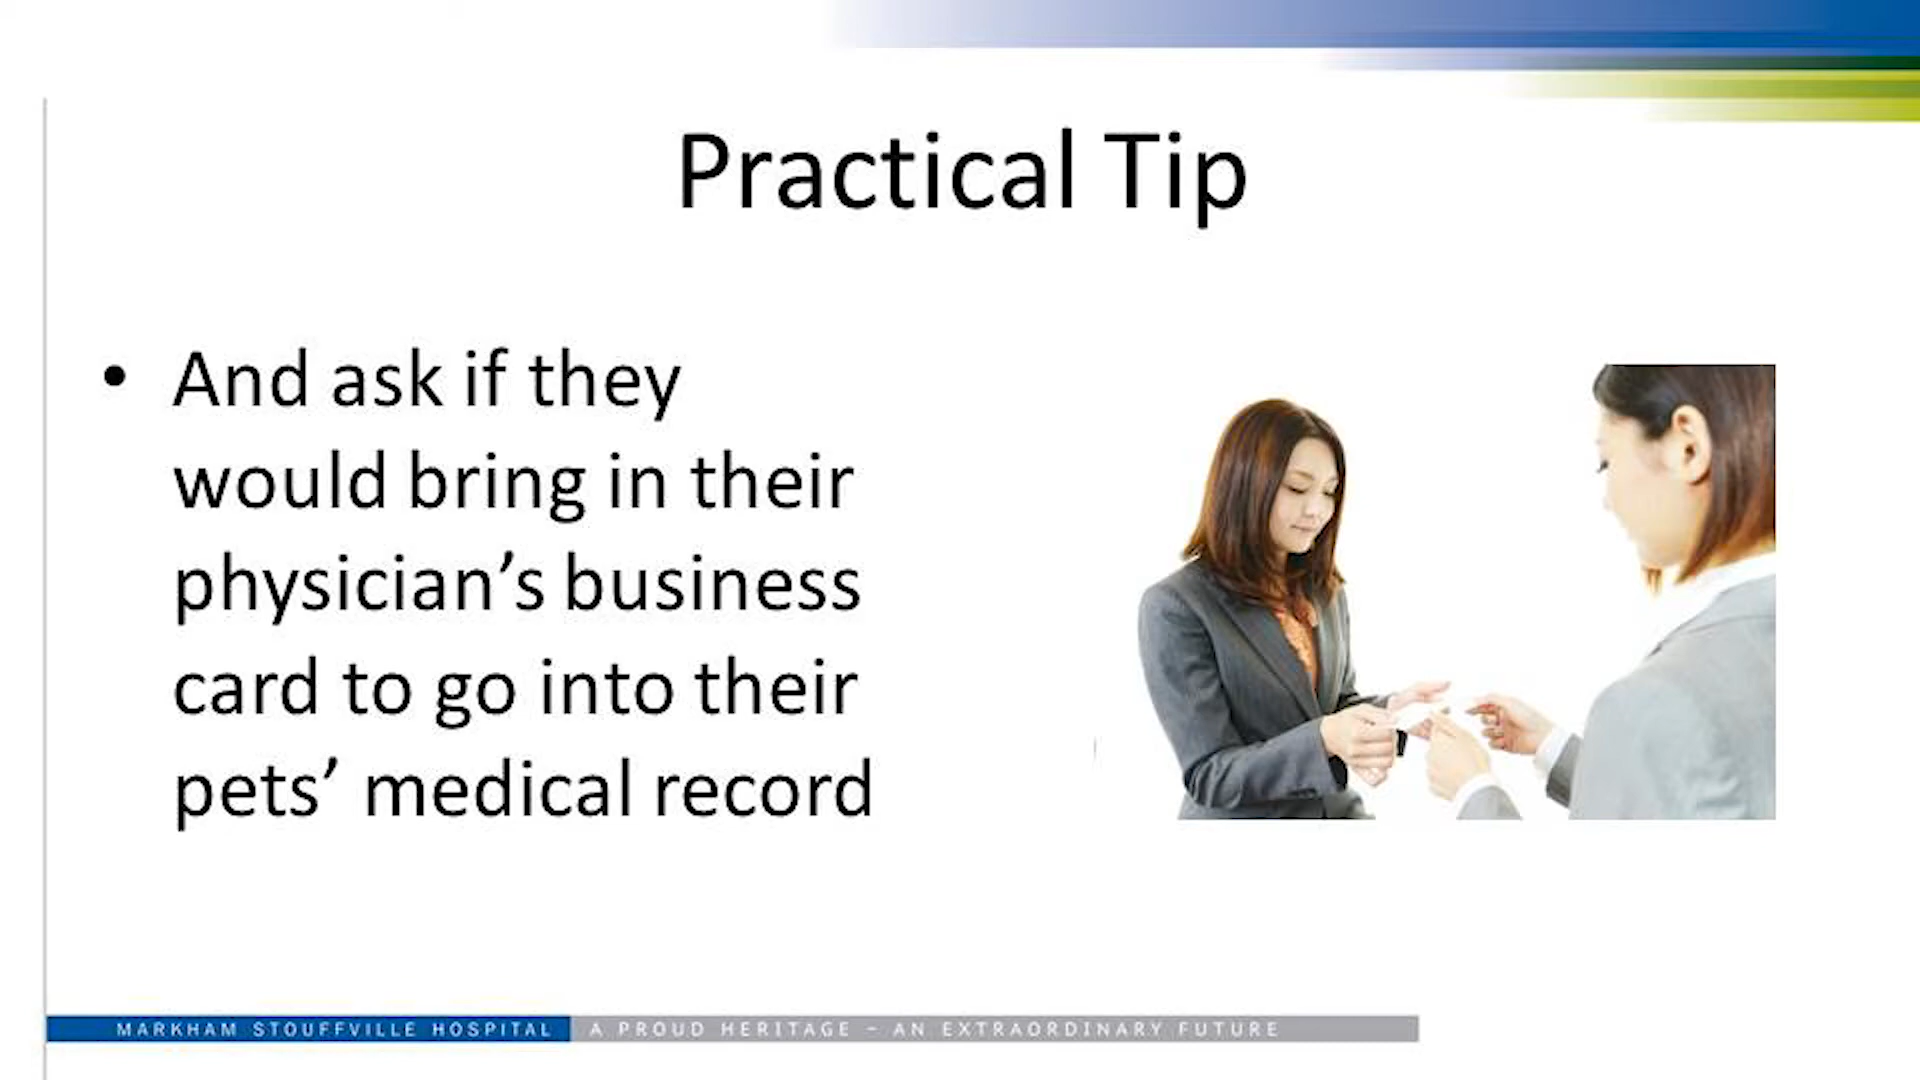 Practical Tip
• And ask if they
would bring in their
physician’s business
card to go into their
pets’ medical record
MARKHAM STOUFFVILLE HOSPITAL A PROUD HERITAGE – AN EXTRAORDINARY FUTURE